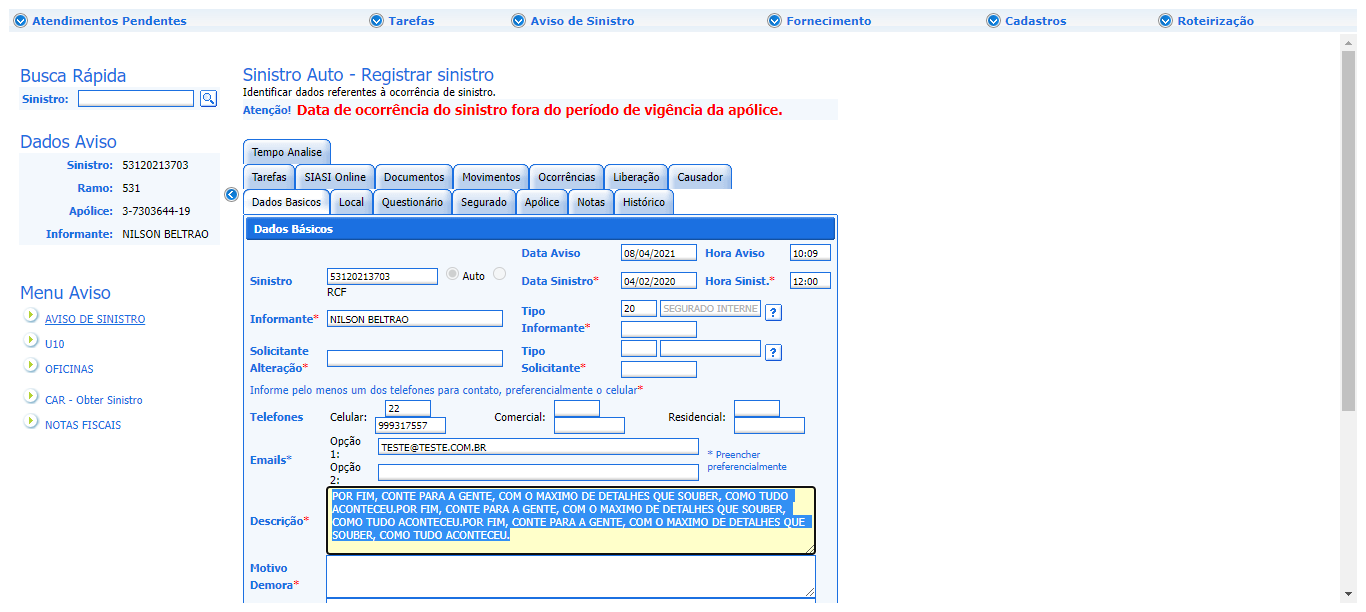 Atendimentos Pendentes Tarefas Aviso de Sinistro Fornecimento Cadastros Roteirização
Busca Rápida
Sinistro:
Dados Aviso
Sinistro: 53120213703
Ramo: 531
Apólice: 3-7303644-19
Informante: NILSON BELTRAO
Menu Aviso
AVISO DE SINISTRO
U10
OFICINAS
CAR - Obter Sinistro
NOTAS FISCAIS
Sinistro Auto - Registrar sinistro
Identificar dados referentes à ocorrência de sinistro.
Atenção! Data de ocorrência do sinistro fora do período de vigência da apólice.
Tempo Analise
Tarefas SIASI Online Documentos Movimentos Ocorrências Liberação Causador
Dados Basicos Local Questionário Segurado Apólice Notas Histórico
Dados Básicos
Data Aviso 08/04/2021 Hora Aviso 10:09
Sinistro 53120213703 Auto
RCF
Data Sinistro* 04/02/2020 Hora Sinist.* 12:00
Informante* NILSON BELTRAO
Tipo
Informante*
20 SEGURADO INTERNE ?
Solicitante
Alteração*
Tipo
Solicitante*
?
Informe pelo menos um dos telefones para contato, preferencialmente o celular*
Telefones Celular: 22
999317557
Comercial: Residencial:
Emails*
Opção
1:
TESTE@TESTE.COM.BR
Opção
2:
* Preencher
preferencialmente
Descrição*
POR FIM, CONTE PARA A GENTE, COM O MAXIMO DE DETALHES QUE SOUBER, COMO TUDO
ACONTECEU.POR FIM, CONTE PARA A GENTE, COM O MAXIMO DE DETALHES QUE SOUBER,
COMO TUDO ACONTECEU.POR FIM, CONTE PARA A GENTE, COM O MAXIMO DE DETALHES QUE
SOUBER, COMO TUDO ACONTECEU.
Motivo
Demora*